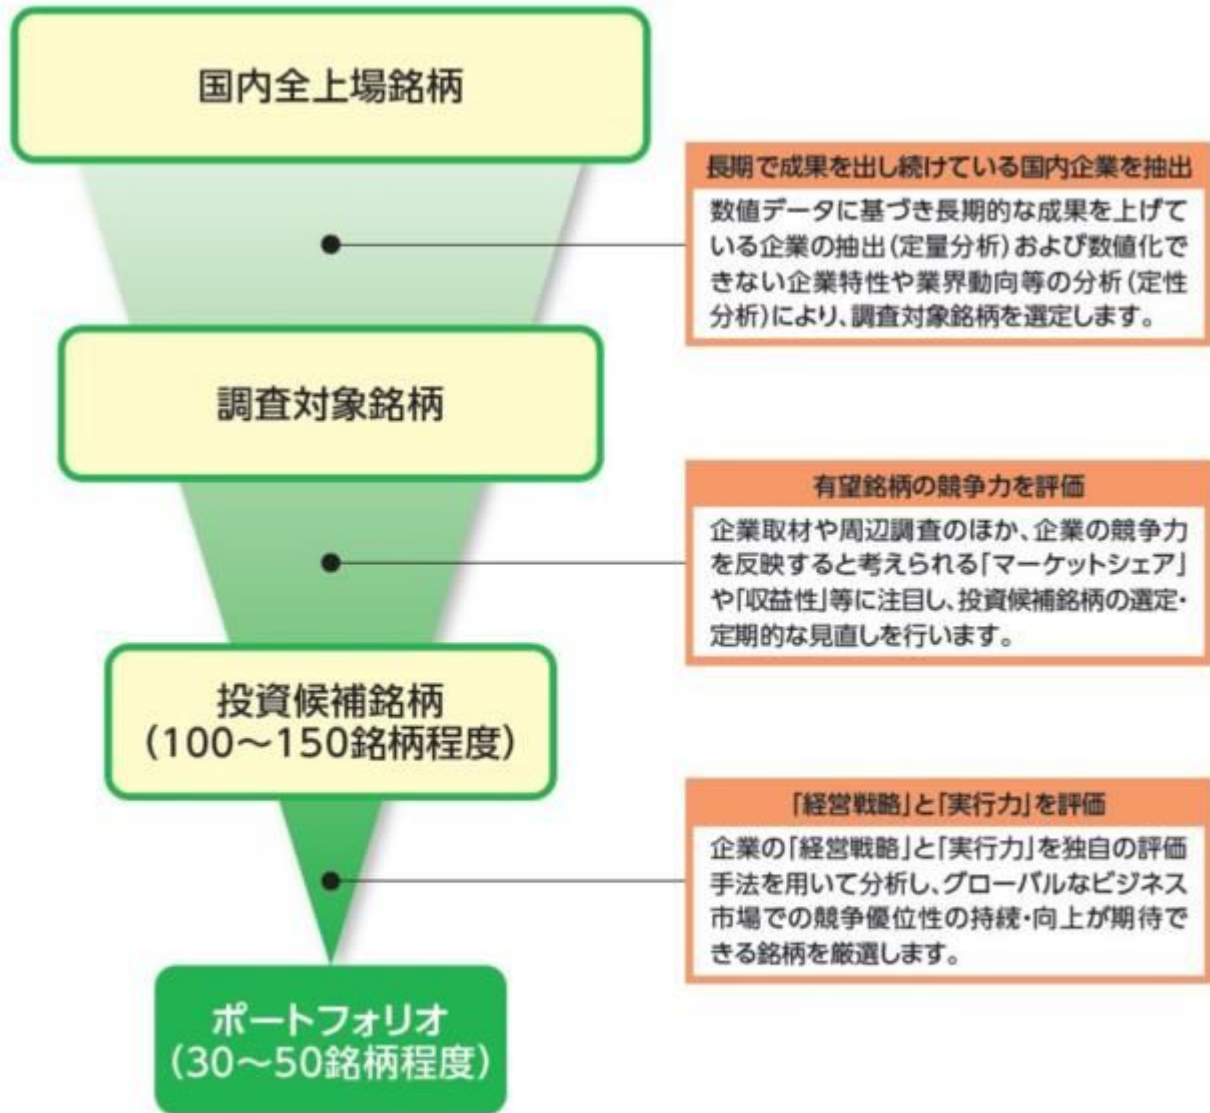 国内全上場銘柄
長期で成果を出し続けている国内企業を抽出
数値データに基づき長期的な成果を上げて
いる企業の抽出(定量分析)および数値化で
きない企業特性や業界動向等の分析(定性
分析)により、調査対象銘柄を選定します。
調査対象銘柄
有望銘柄の競争力を評価
企業取材や周辺調査のほか、企業の競争力
を反映すると考えられる「マーケットシェア」
や「収益性」等に注目し、投資候補銘柄の選定・
定期的な見直しを行います。
投資候補銘柄
(100～150銘柄程度)
「経営戦略」と「実行力」を評価
企業の「経営戦略」と「実行力」を独自の評価
手法を用いて分析し、グローバルなビジネス
市場での競争優位性の持続・向上が期待で
きる銘柄を厳選します。
ポートフォリオ
(30～50銘柄程度)